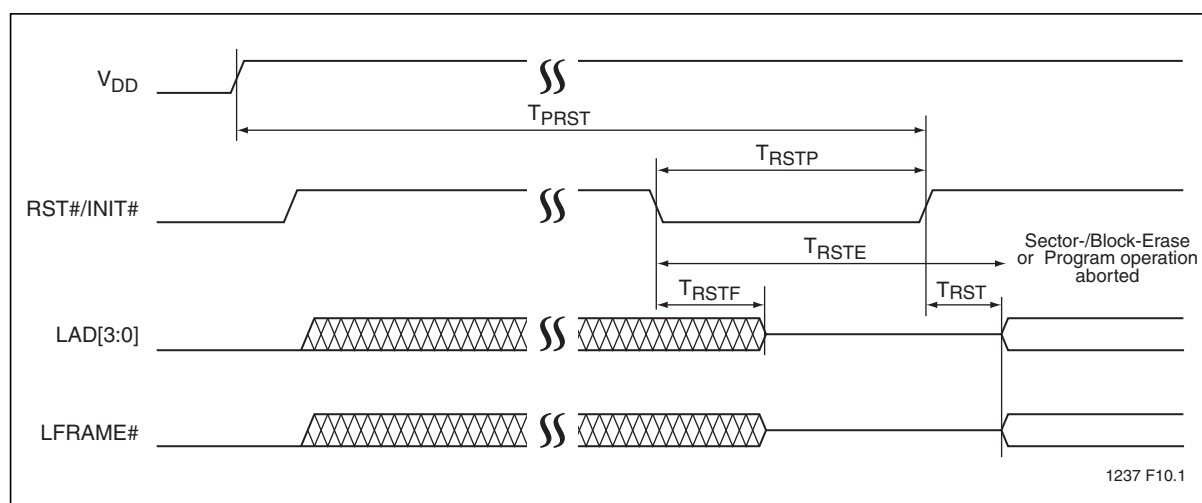 VDD
TPRST
TRSTP
RST#/INIT#
TRSTE
Sector-/Block-Erase
or Program operation
aborted
TRSTF
TRST
LAD[3:0]
LFRAME#
1237 F10.1